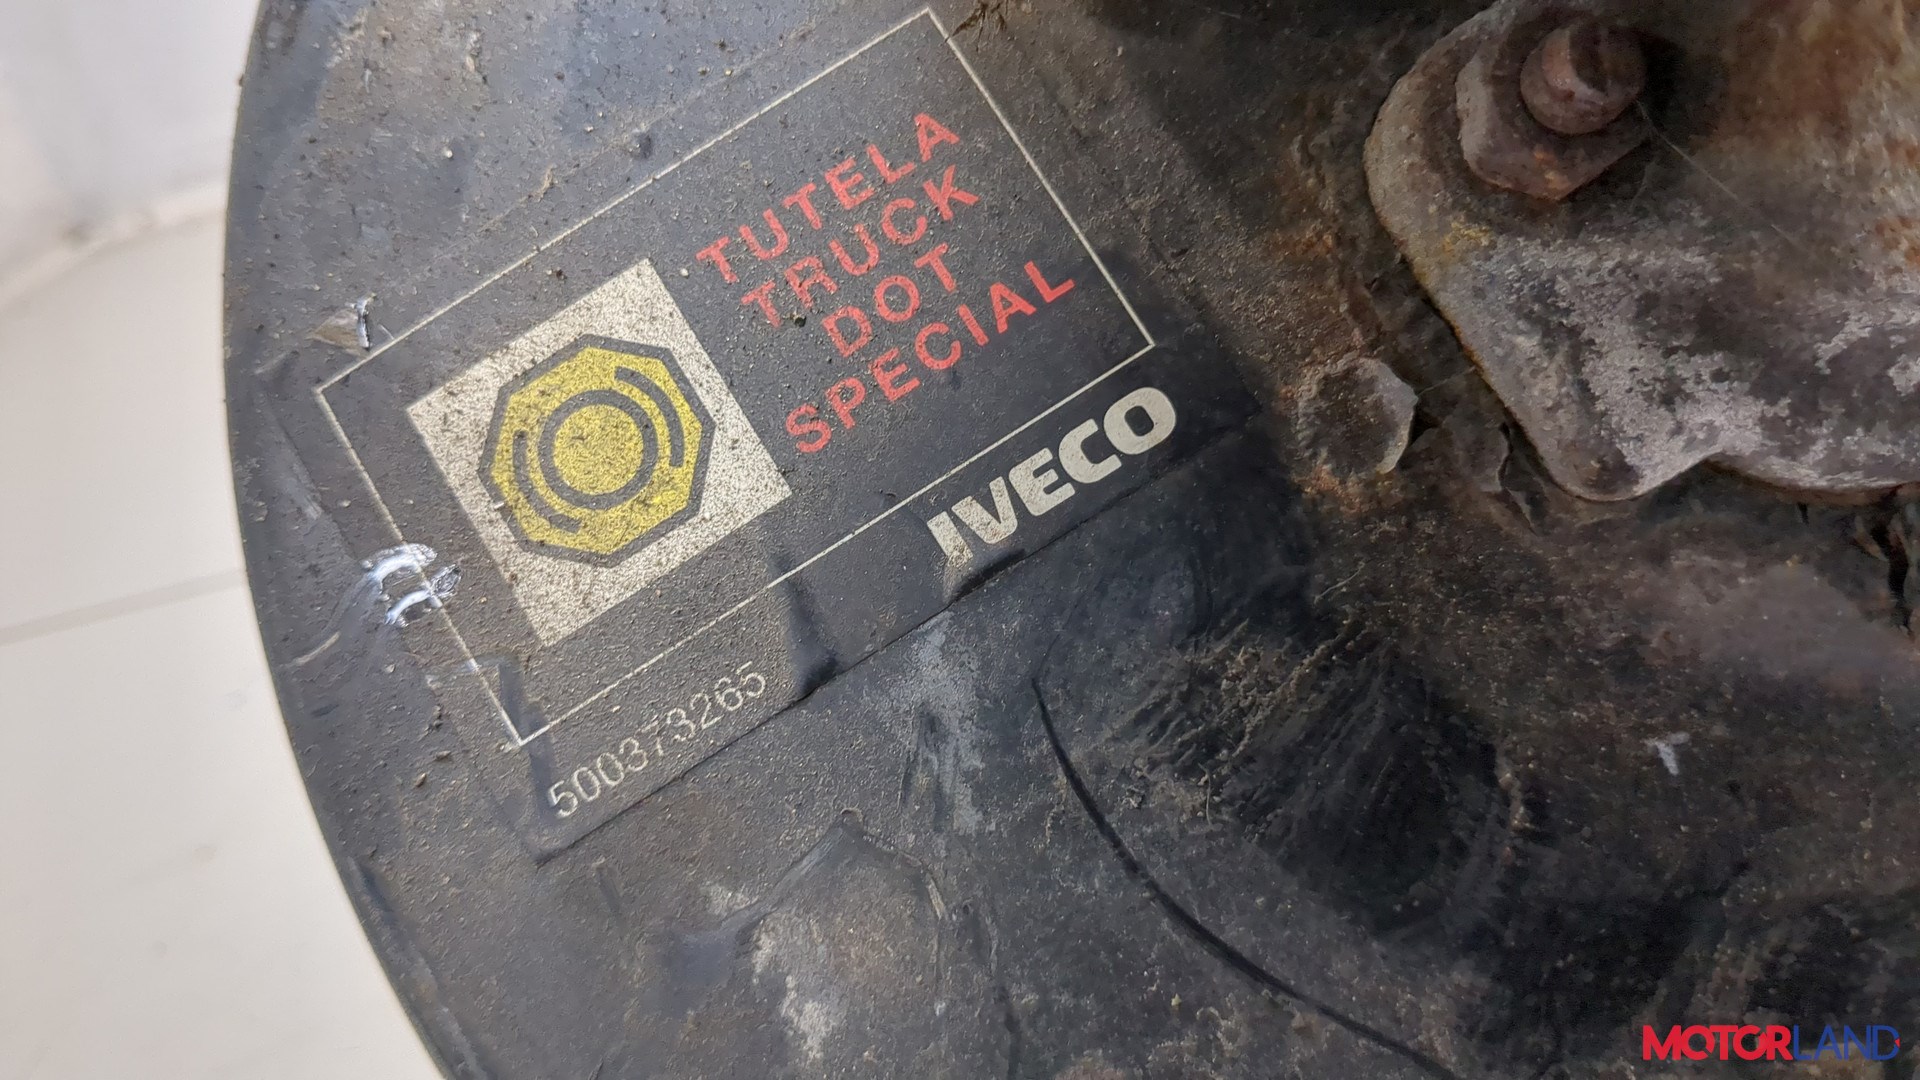 TUTELA
TRUCK
DOT
SPECIAL
IVECO
500373265
MOTORLAND